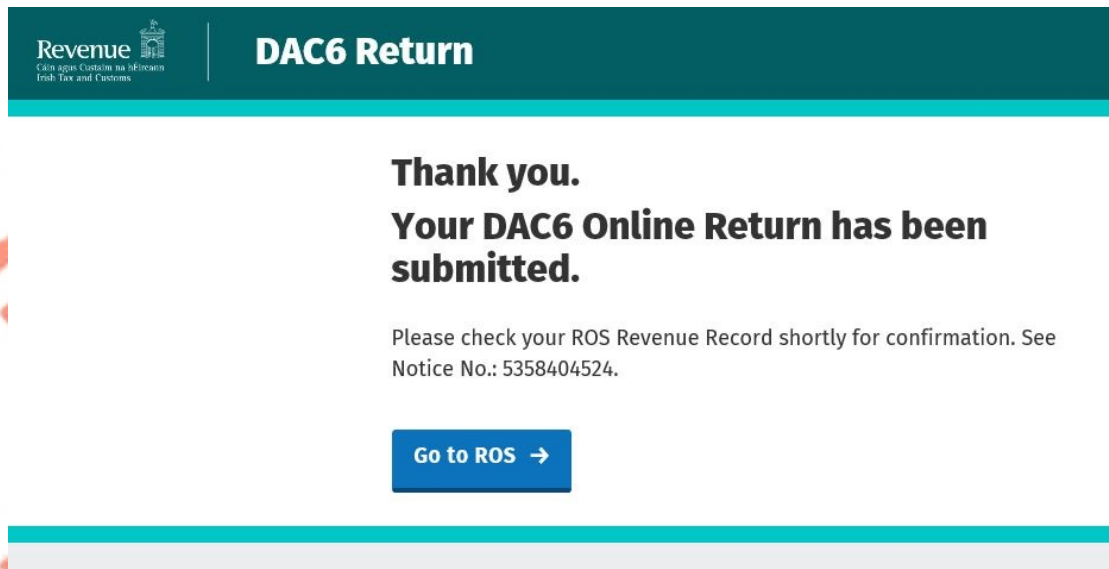 Revenue
Cáin agus Custaim na hÉireann
Irish Tax and Customs
DAC6 Return
Thank you.
Your DAC6 Online Return has been
submitted.
Please check your ROS Revenue Record shortly for confirmation. See
Notice No.: 5358404524.
Go to ROS →